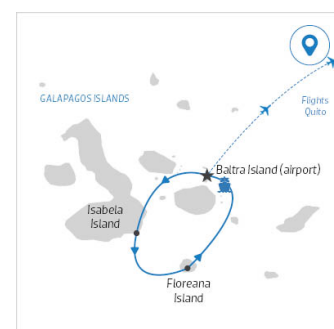 GALAPAGOS ISLANDS
Flights
Quito
Baltra Island (airport)
Isabela
Island
Floreana
Island